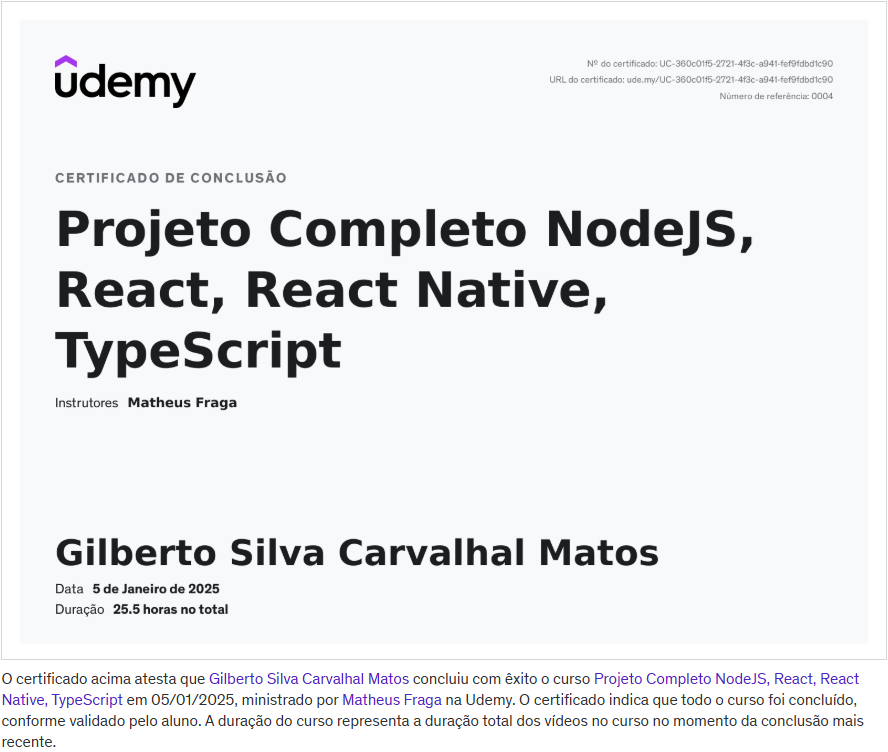 udemy
Nº do certificado: UC-360c01f5-2721-4f3c-a941-fef9fdbd1c90
URL do certificado: ude.my/UC-360c01f5-2721-4f3c-a941-fef9fdbd1c90
Número de referência: 0004
CERTIFICADO DE CONCLUSÃO
Projeto Completo NodeJS,
React, React Native,
TypeScript
Instrutores Matheus Fraga
Gilberto Silva Carvalhal Matos
Data 5 de Janeiro de 2025
Duração 25.5 horas no total
O certificado acima atesta que Gilberto Silva Carvalhal Matos concluiu com êxito o curso Projeto Completo NodeJS, React, React
Native, TypeScript em 05/01/2025, ministrado por Matheus Fraga na Udemy. O certificado indica que todo o curso foi concluído,
conforme validado pelo aluno. A duração do curso representa a duração total dos vídeos no curso no momento da conclusão mais
recente.